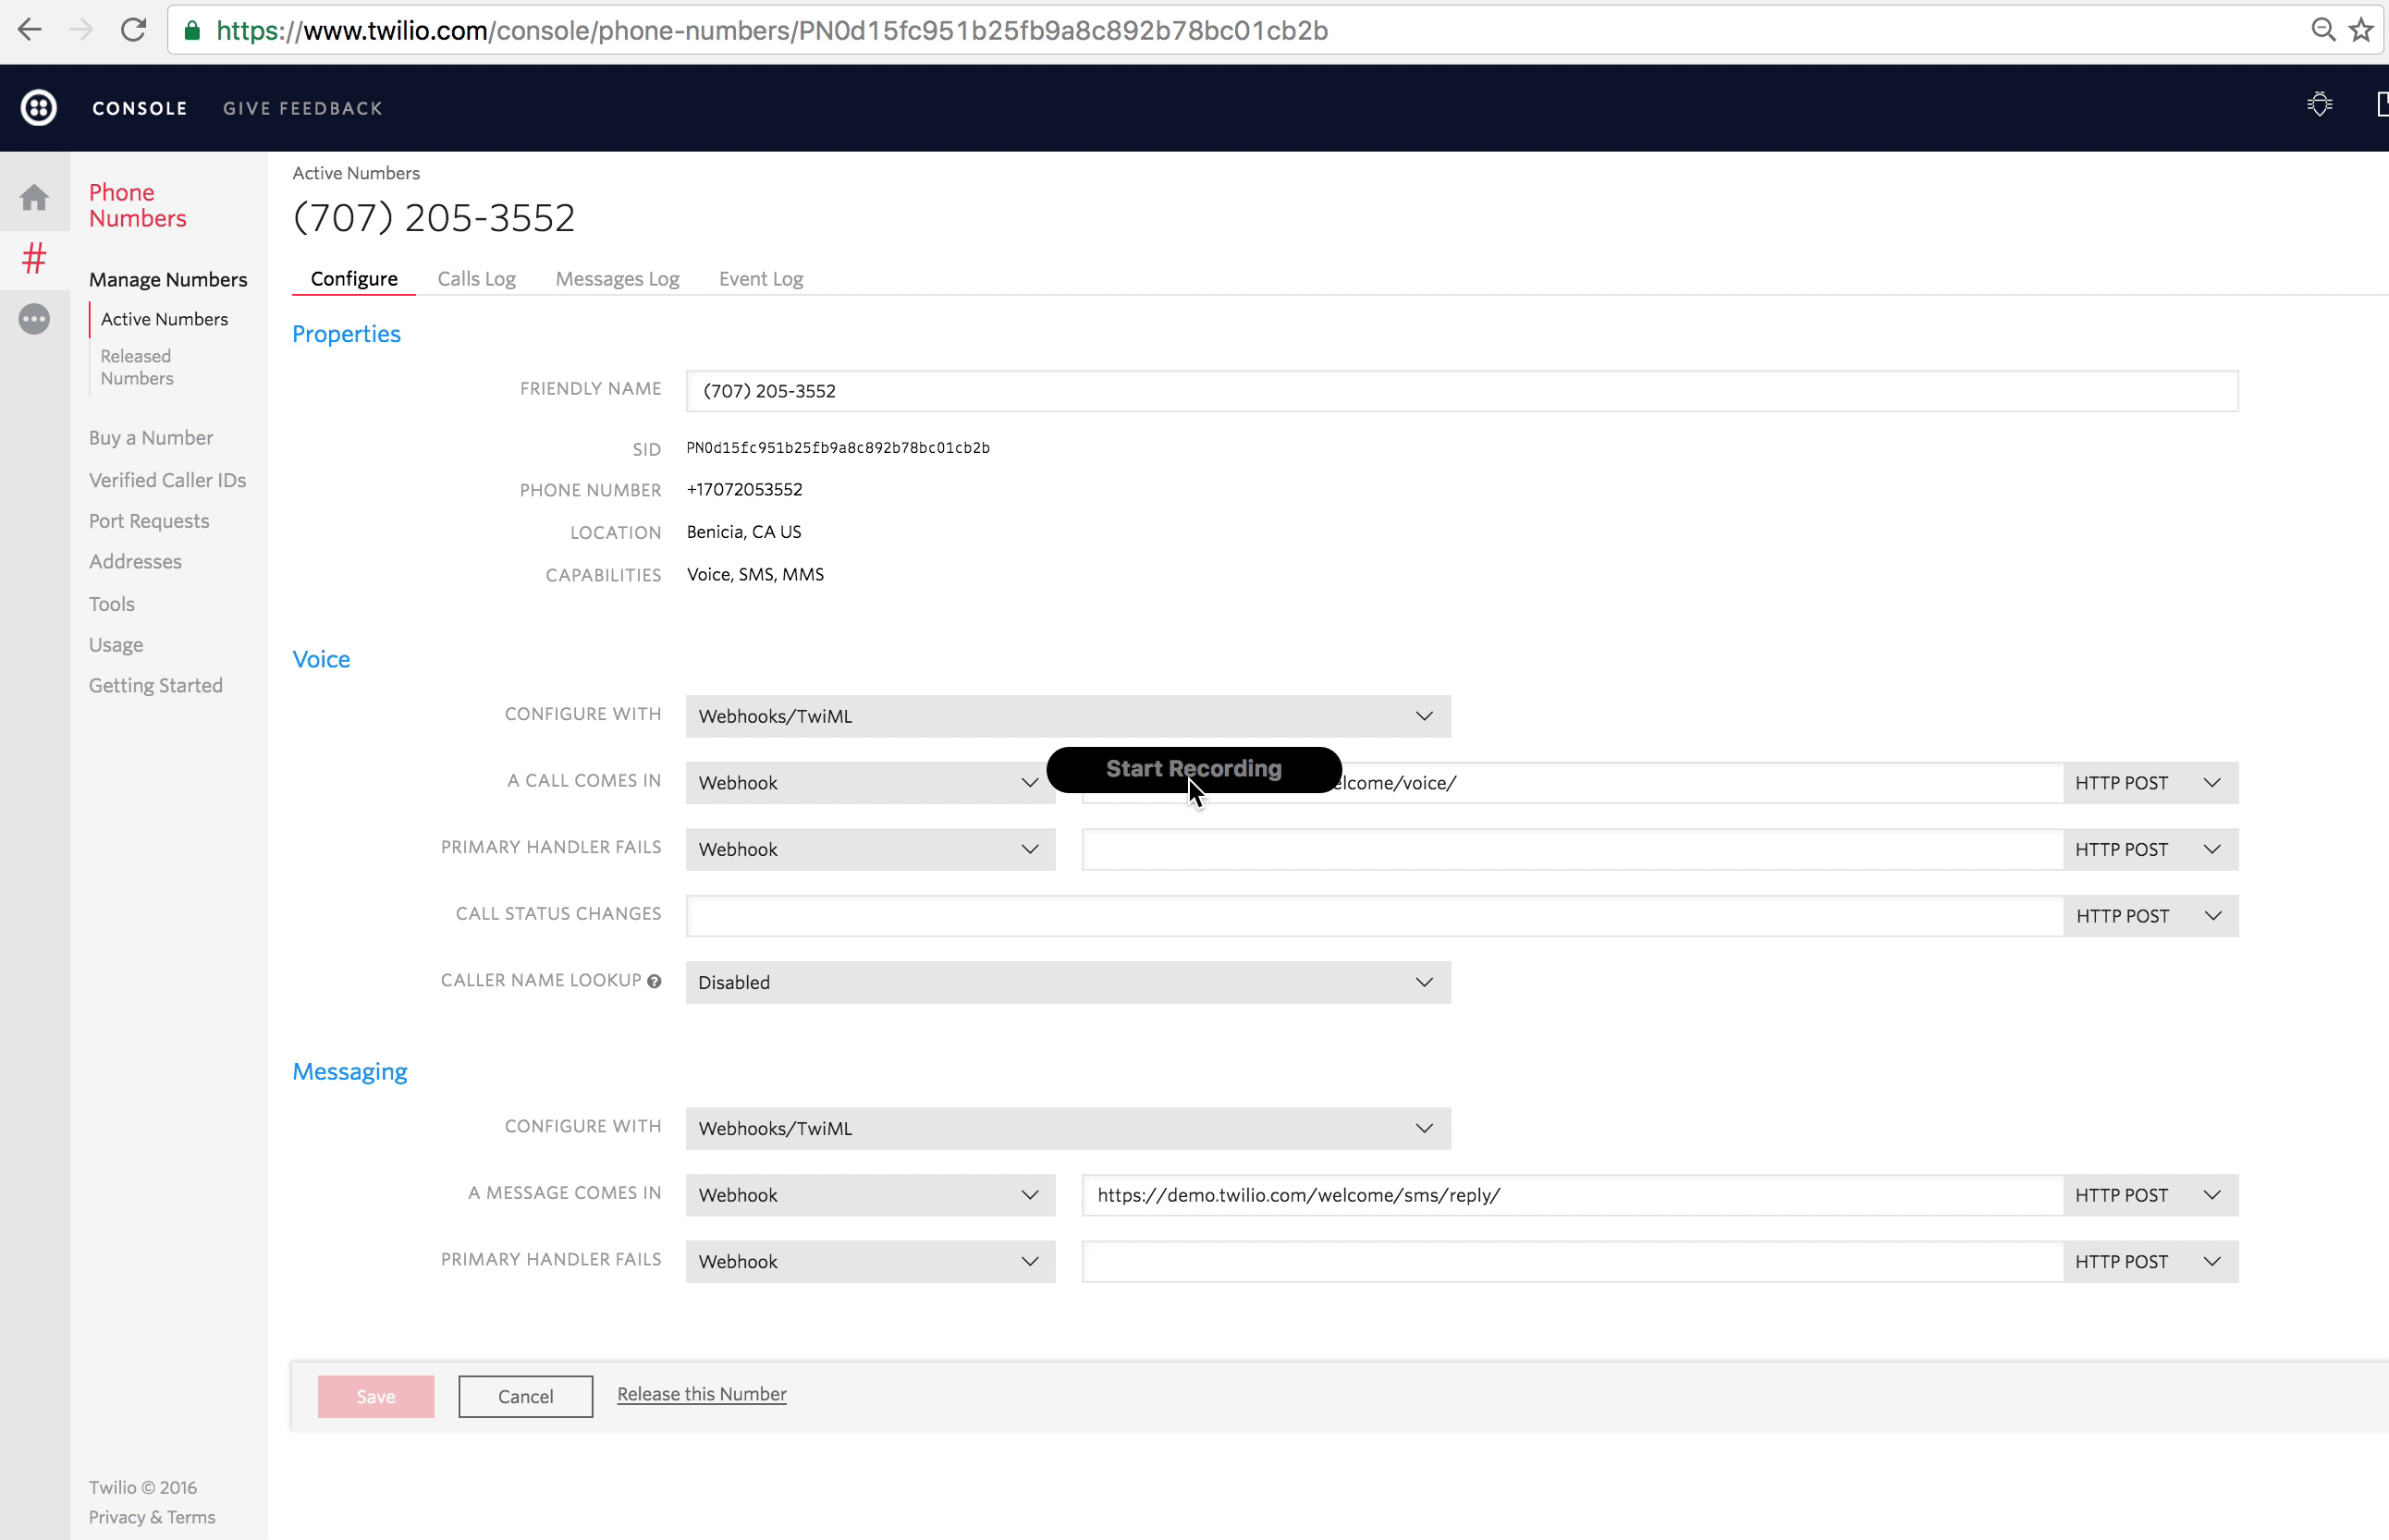 https://www.twilio.com/console/phone-numbers/PN0d15fc951b25fb9a8c892b78bc01cb2b
CONSOLE GIVE FEEDBACK
Phone
Numbers
Manage Numbers
Active Numbers
Released
Numbers
Buy a Number
Verified Caller IDs
Port Requests
Addresses
Tools
Usage
Getting Started
Twilio © 2016
Privacy & Terms
Active Numbers
(707) 205-3552
Configure Calls Log Messages Log Event Log
Properties
FRIENDLY NAME (707) 205-3552
SID PN0d15fc951b25fb9a8c892b78bc01cb2b
PHONE NUMBER +17072053552
LOCATION Benicia, CA US
CAPABILITIES Voice, SMS, MMS
Voice
CONFIGURE WITH Webhooks/TwiML
Start Recording
A CALL COMES IN Webhook elcome/voice/ HTTP POST
PRIMARY HANDLER FAILS Webhook HTTP POST
CALL STATUS CHANGES HTTP POST
CALLER NAME LOOKUP ? Disabled
Messaging
CONFIGURE WITH Webhooks/TwiML
A MESSAGE COMES IN Webhook https://demo.twilio.com/welcome/sms/reply/ HTTP POST
PRIMARY HANDLER FAILS Webhook HTTP POST
Save Cancel Release this Number